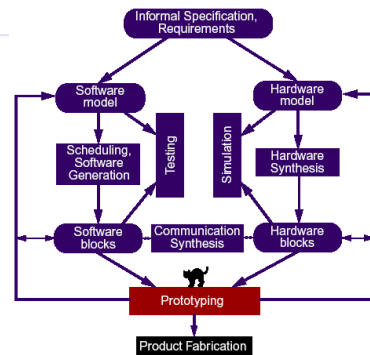 Informal Specification,
Requirements
Software
model
Hardware
model
Testing
Simulation
Scheduling,
Software
Generation
Hardware
Synthesis
Software
blocks
Communication
Synthesis
Hardware
blocks
Prototyping
Product Fabrication